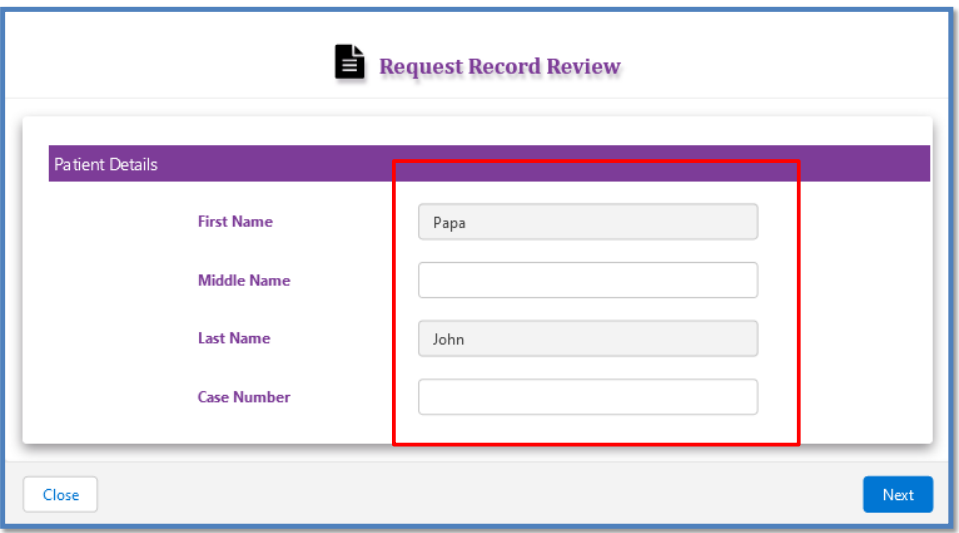 Request Record Review
Patient Details
First Name Papa
Middle Name
Last Name John
Case Number
Close Next